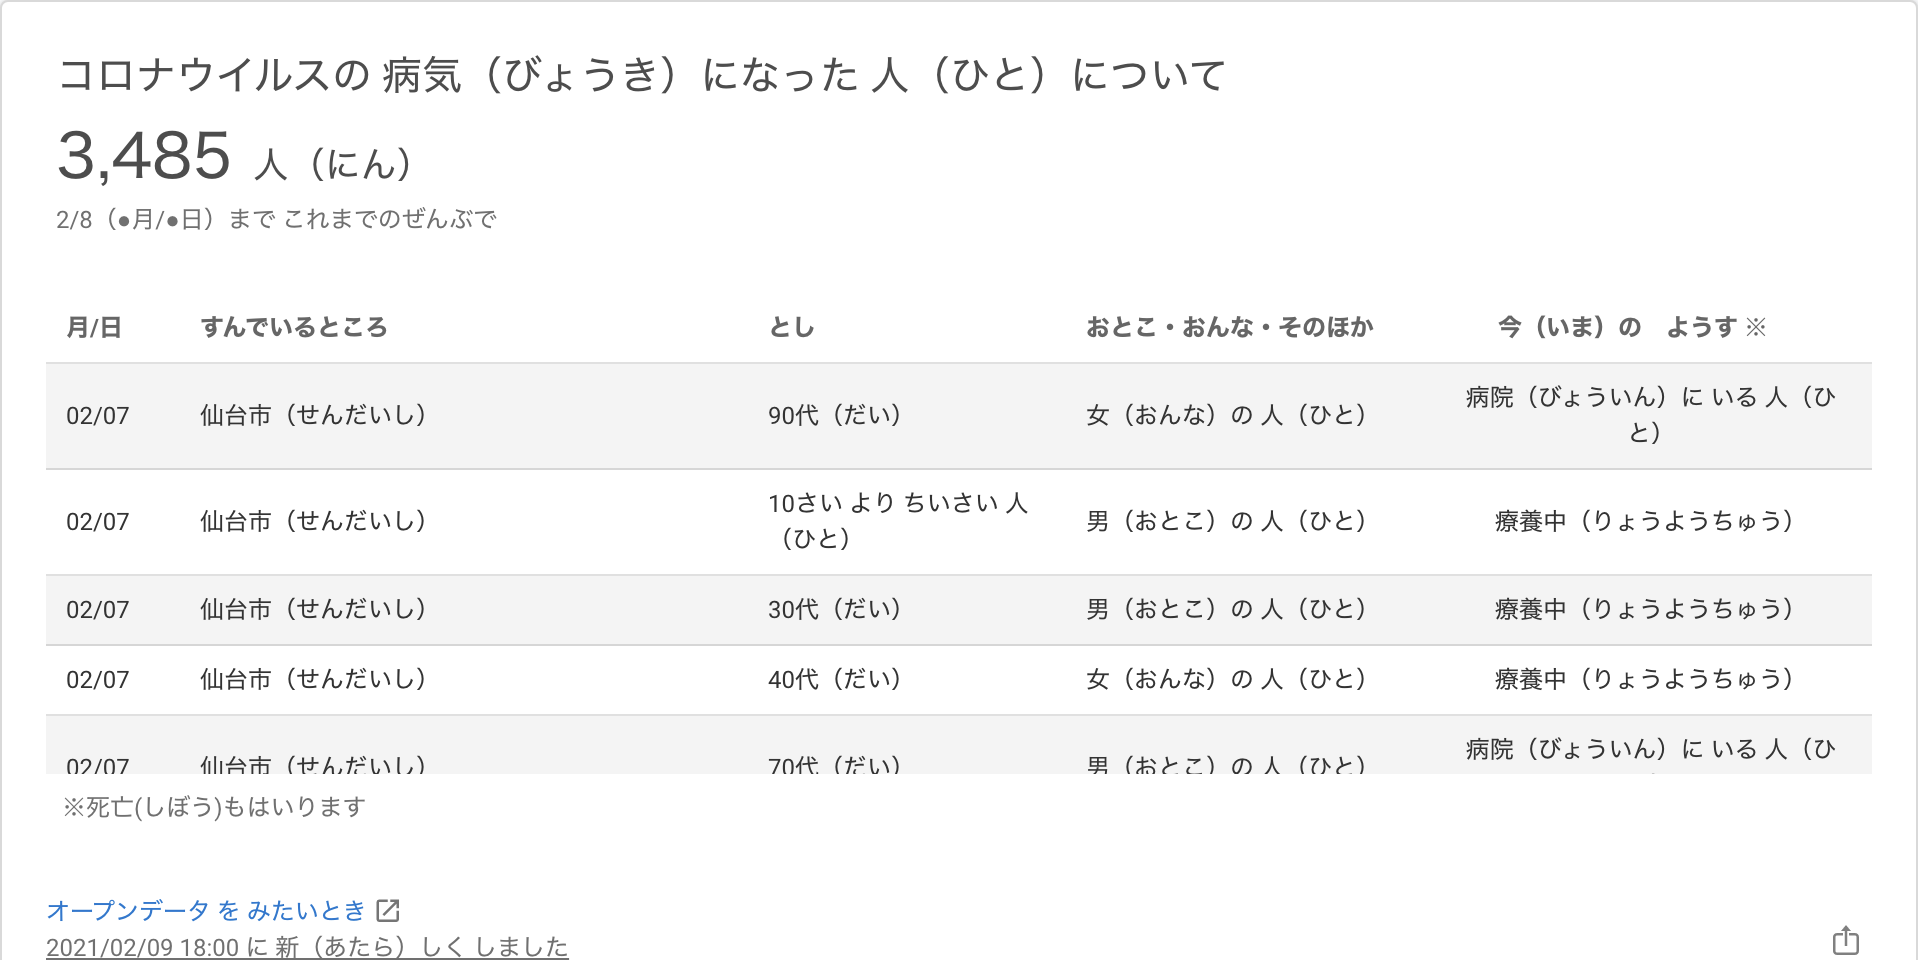 コロナウイルスの 病気（びょうき）になった 人（ひと）について
3,485 人（にん）
2/8（●月/●日）まで これまでのぜんぶで
月/日 すんでいるところ とし おとこ・おんな・そのほか 今（いま）の　ようす ※
02/07 仙台市（せんだいし） 90代（だい） 女（おんな）の 人（ひと） 病院（びょういん）に いる 人（ひ
と）
02/07 仙台市（せんだいし） 10さい より ちいさい 人
（ひと） 男（おとこ）の 人（ひと） 療養中（りょうようちゅう）
02/07 仙台市（せんだいし） 30代（だい） 男（おとこ）の 人（ひと） 療養中（りょうようちゅう）
02/07 仙台市（せんだいし） 40代（だい） 女（おんな）の 人（ひと） 療養中（りょうようちゅう）
02/07 仙台市（せんだいし） 70代（だい） 男（おとこ）の 人（ひと） 病院（びょういん）に いる 人（ひ
※死亡(しぼう)もはいります
オープンデータ を みたいとき
2021/02/09 18:00 に 新（あたら）しく しました